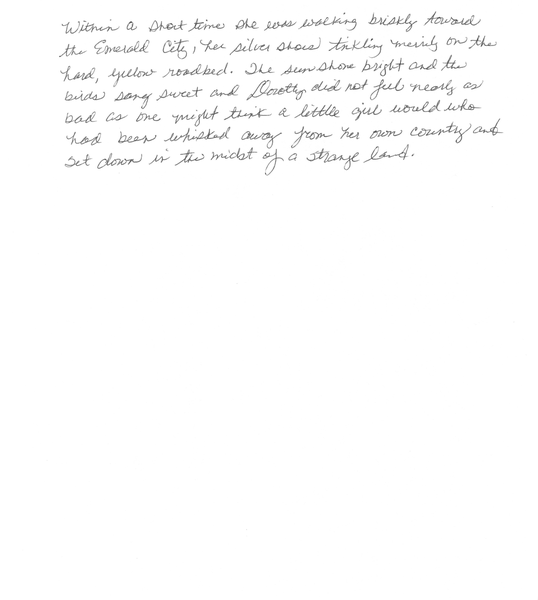 Within a short time she was walking briskly toward
the Emerald City, her silver shoes tinkling merrily on the
hard, yellow roadbed. The sun shone bright and the
birds sang sweet and Dorothy did not feel nearly as
bad as one might think a little girl would who
had been whisked away from her own country and
set down in the midst of a strange land.